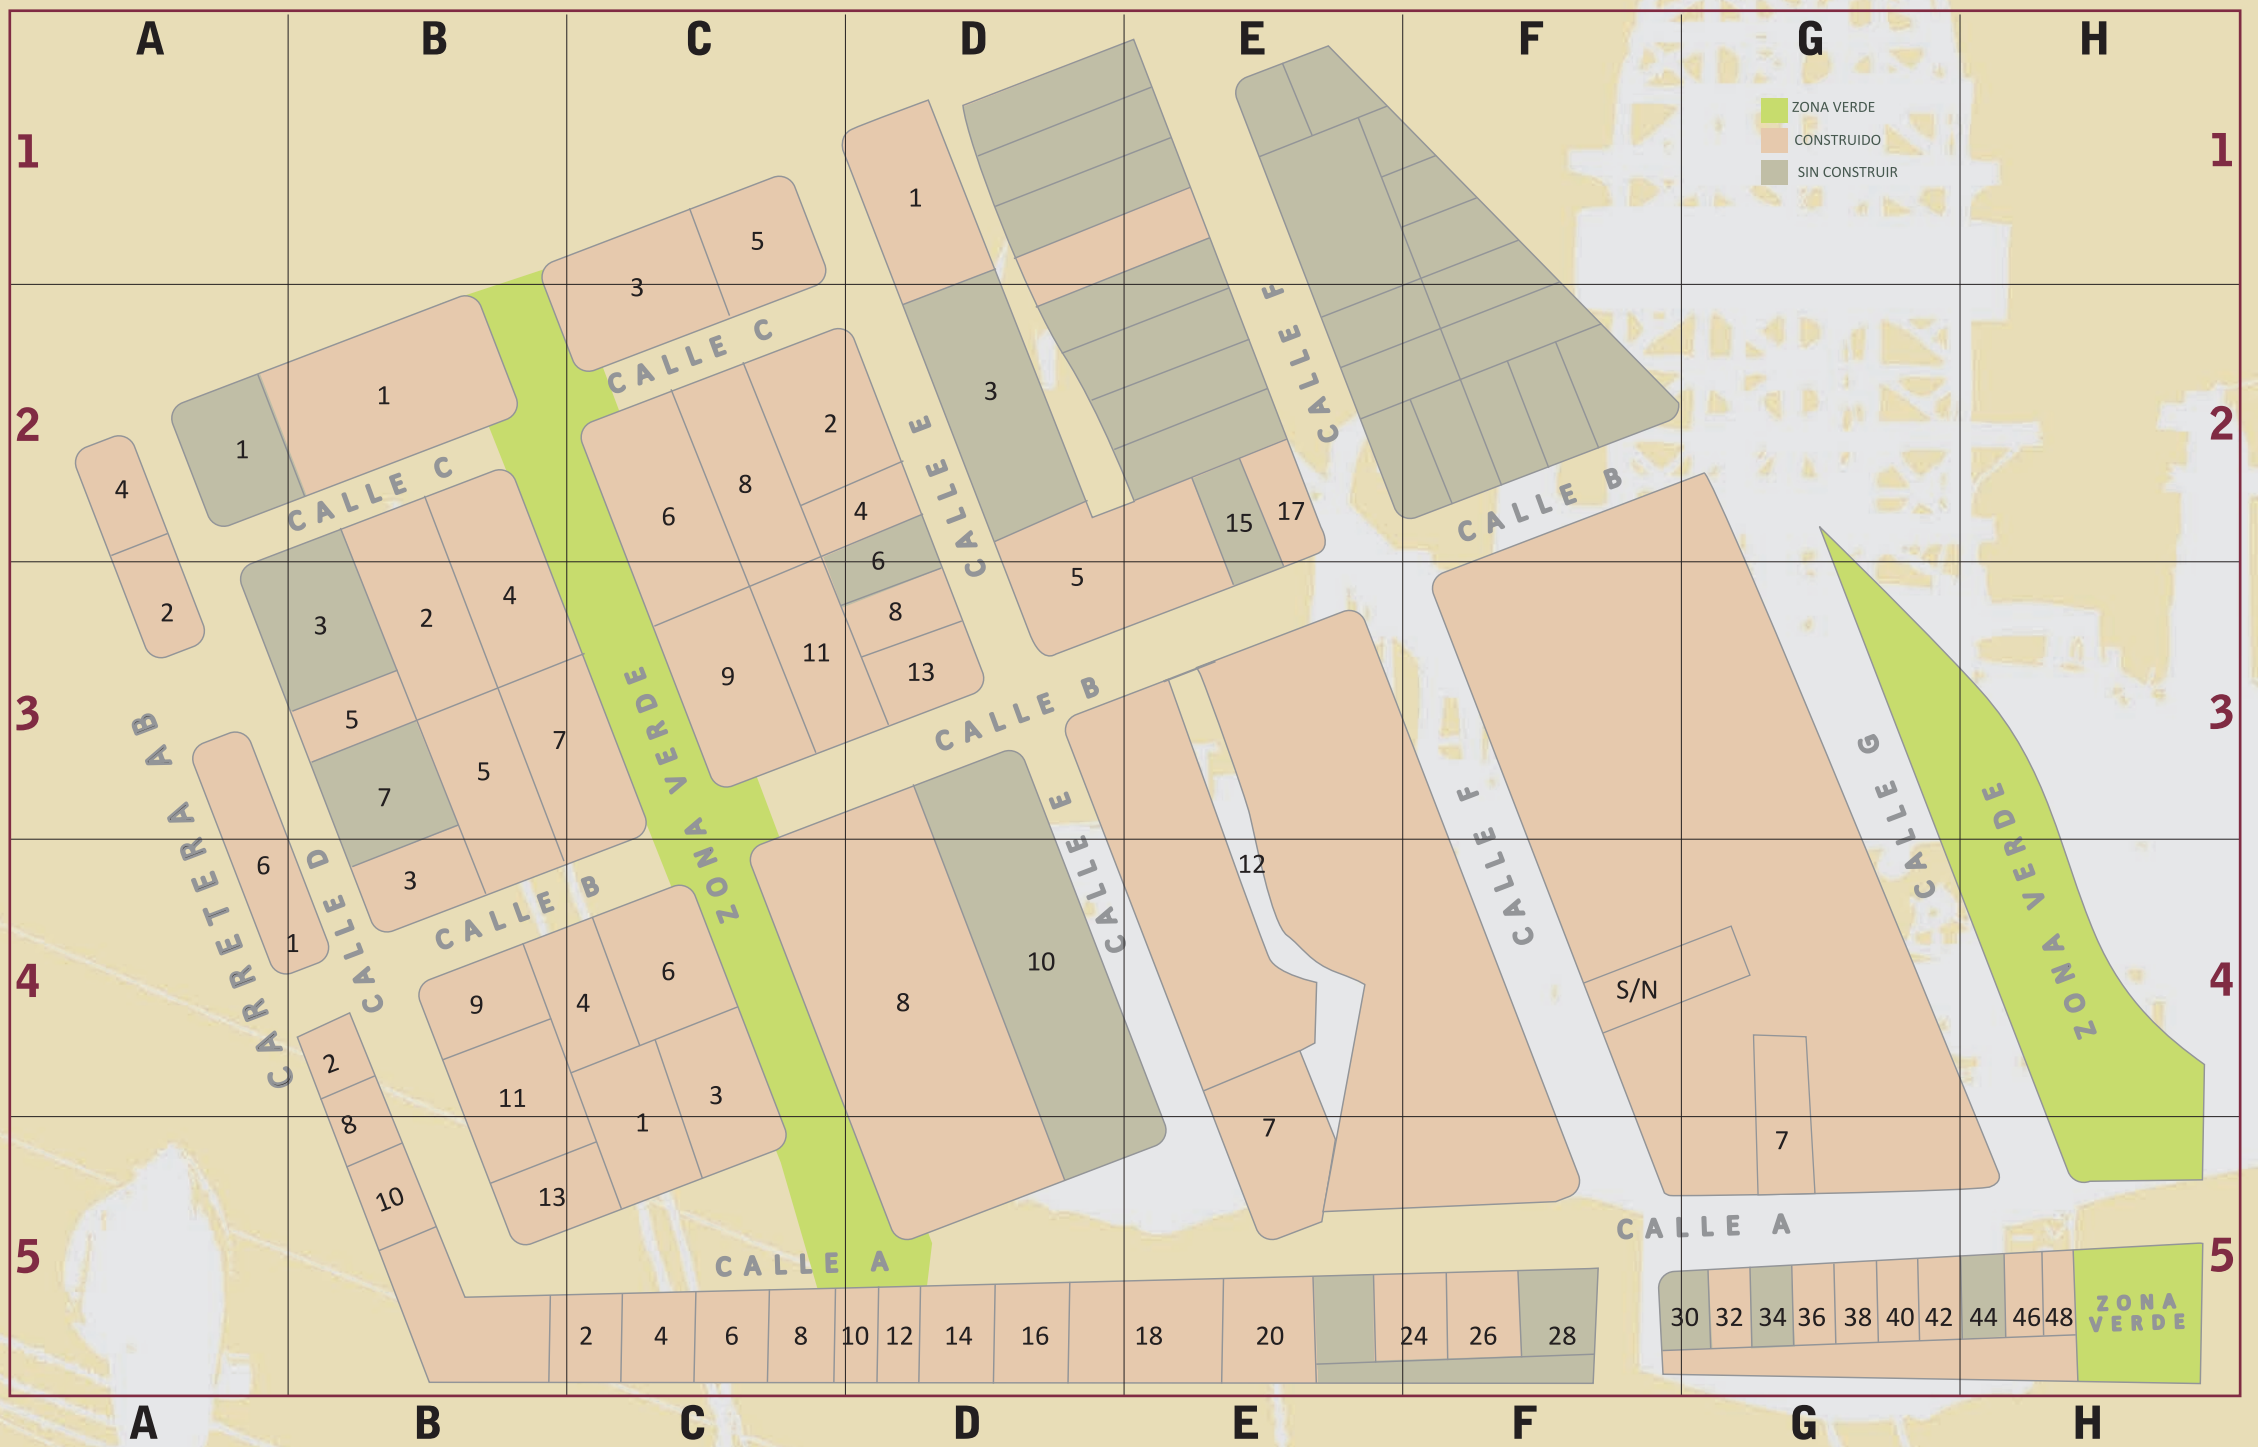 A B C D E F G H
1 1
ZONA VERDE
CONSTRUIDO
SIN CONSTRUIR
1
5
3
CALLE C
CALLE F
2 2
1
1
4
2
3
8
6
4
15
17
6
CALLE C
CALLE E
CALLE B
5
3
2
4
2
8
11
9
13
5
7
7
5
3 3
CALLE B
ZONA VERDE
CARRETERA AB
CALLE D
CALLE E
CALLE F
CALLE G
ZONA VERDE
6
1
3
CALLE B
12
4 4
9
4
6
8
10
S/N
2
11
3
1
8
7
7
10
13
CALLE A
CALLE A
5 5
2 4 6 8 10 12 14 16 18 20 24 26 28
30 32 34 36 38 40 42 44 46 48
ZONA
VERDE
A B C D E F G H